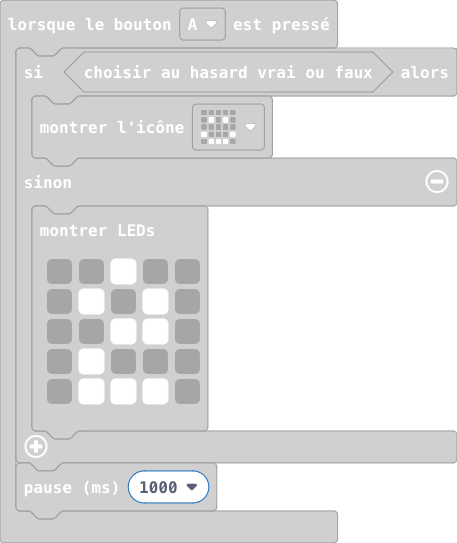 lorsque le bouton A est pressé
si choisir au hasard vrai ou faux alors
montrer l'icône
sinon
montrer LEDs
pause (ms) 1000